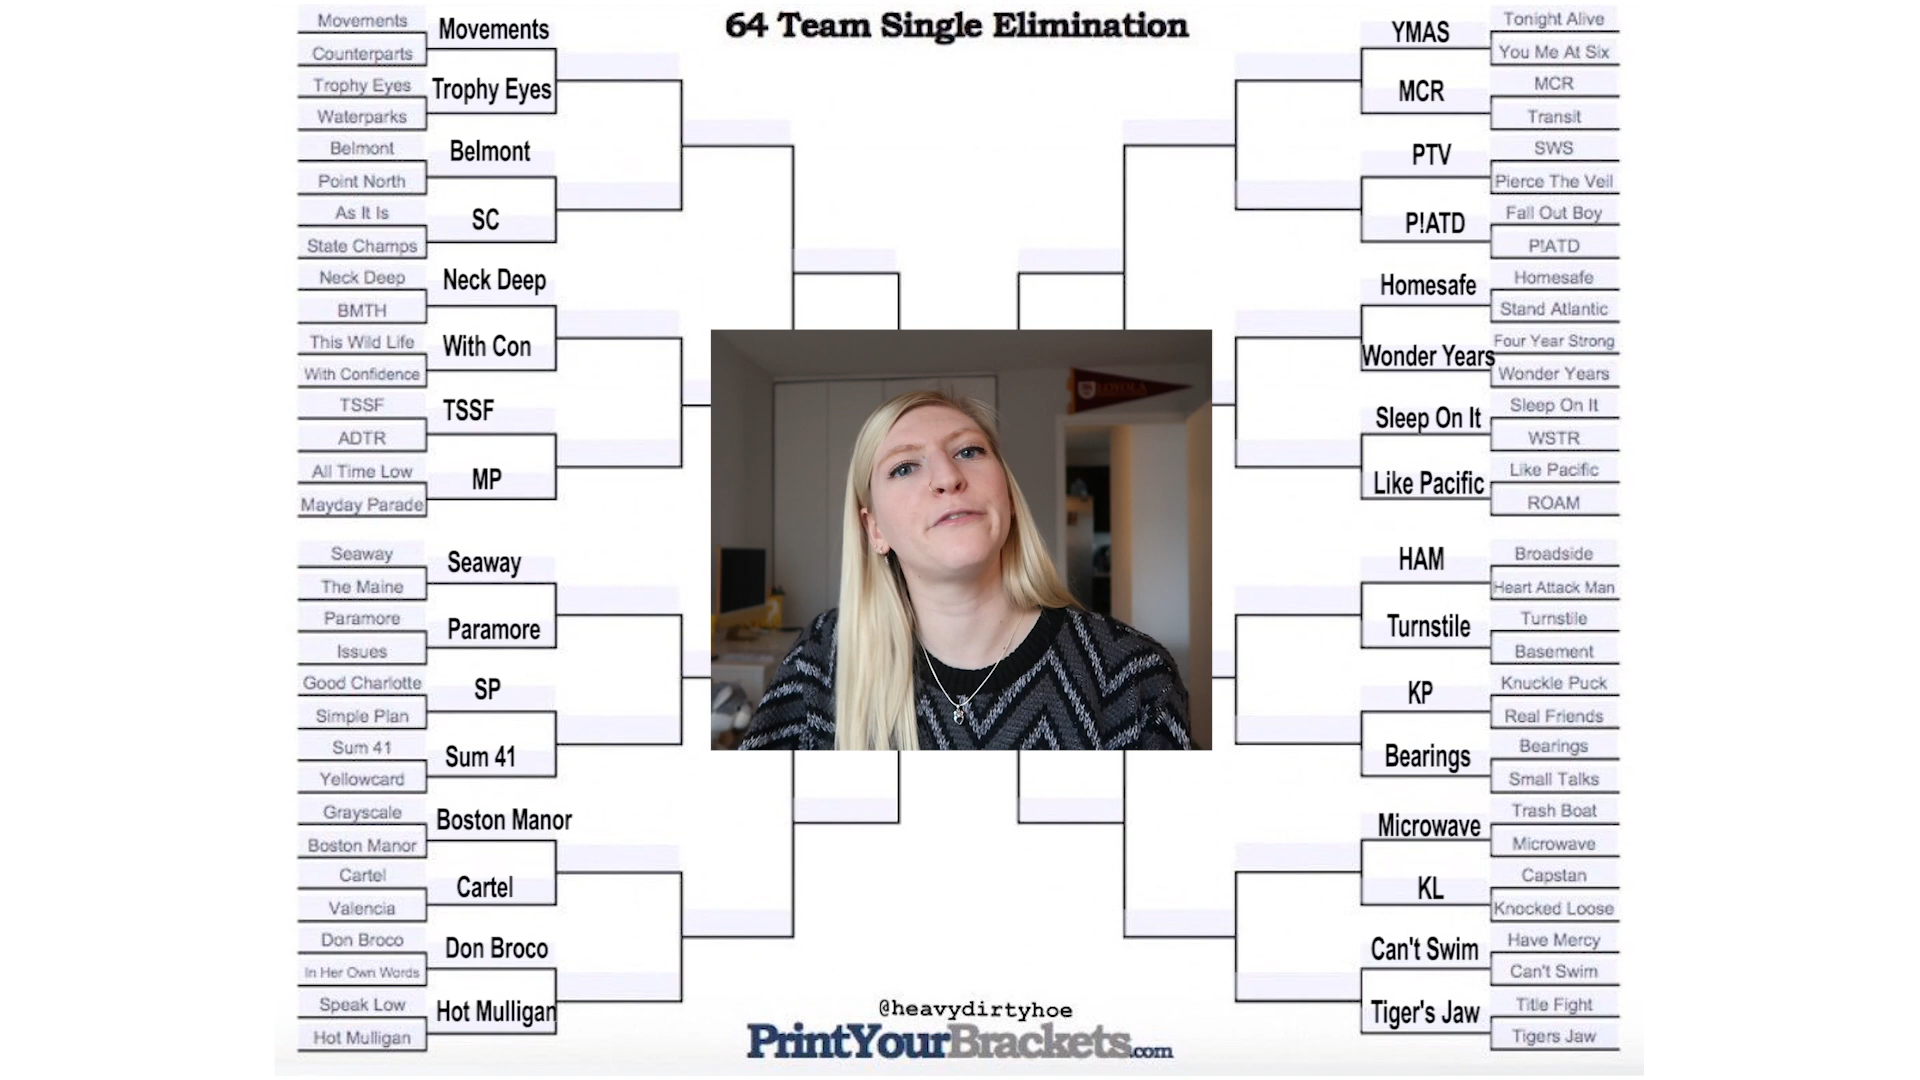 64 Team Single Elimination
Movements
Counterparts
Trophy Eyes
Waterparks
Belmont
Point North
As It Is
State Champs
Neck Deep
BMTH
This Wild Life
With Confidence
TSSF
ADTR
All Time Low
Mayday Parade
Seaway
The Maine
Paramore
Issues
Good Charlotte
Simple Plan
Sum 41
Yellowcard
Grayscale
Boston Manor
Cartel
Valencia
Don Broco
In Her Own Words
Speak Low
Hot Mulligan
Movements
Trophy Eyes
Belmont
SC
Neck Deep
With Con
TSSF
MP
Seaway
Paramore
SP
Sum 41
Boston Manor
Cartel
Don Broco
Hot Mulligan
LOYOLA
YMAS
MCR
PTV
P!ATD
Homesafe
Wonder Years
Sleep On It
Like Pacific
HAM
Turnstile
KP
Bearings
Microwave
KL
Can't Swim
Tiger's Jaw
Tonight Alive
You Me At Six
MCR
Transit
SWS
Pierce The Veil
Fall Out Boy
P!ATD
Homesafe
Stand Atlantic
Four Year Strong
Wonder Years
Sleep On It
WSTR
Like Pacific
ROAM
Broadside
Heart Attack Man
Turnstile
Basement
Knuckle Puck
Real Friends
Bearings
Small Talks
Trash Boat
Microwave
Capstan
Knocked Loose
Have Mercy
Can't Swim
Title Fight
Tigers Jaw
@heavydirtyhoe
PrintYourBrackets.com